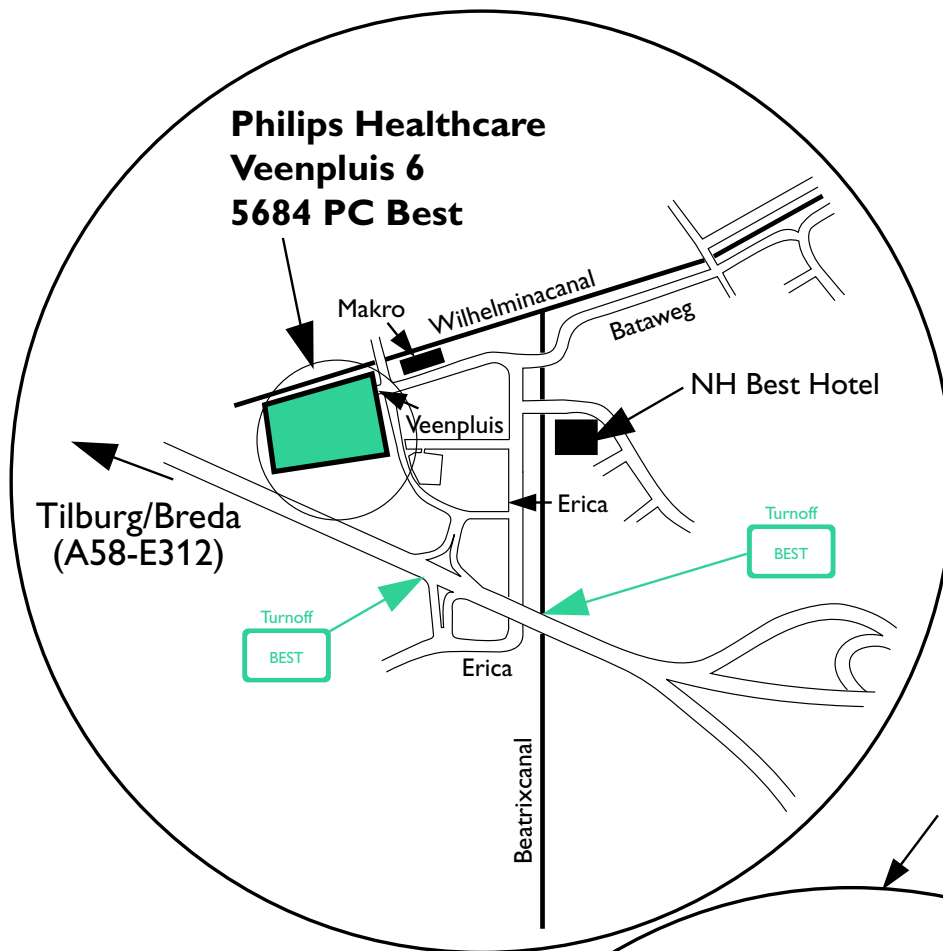 Philips Healthcare
Veenpluis 6
5684 PC Best
Wilhelminacanal
Makro
Bataweg
NH Best Hotel
Veenpluis
Erica
Tilburg/Breda
(A58-E312)
Turnoff
BEST
Turnoff
BEST
Erica
Beatrixcanal